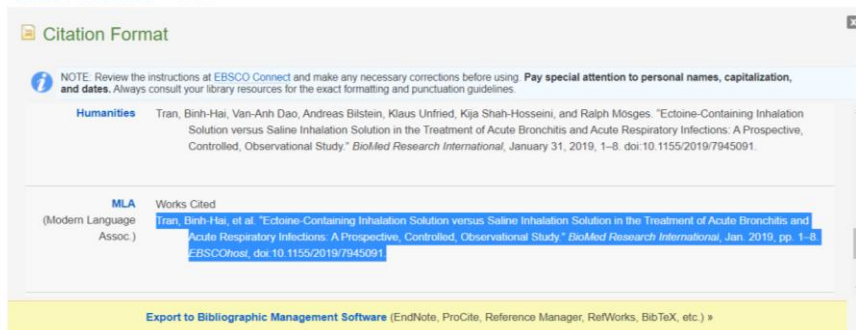 Citation Format
NOTE: Review the instructions at EBSCO Connect and make any necessary corrections before using. Pay special attention to personal names, capitalization,
and dates. Always consult your library resources for the exact formatting and punctuation guidelines.
Humanities
Tran, Binh-Hai, Van-Anh Dao, Andreas Bilstein, Klaus Unfried, Kija Shah-Hosseini, and Ralph Mösges. "Ectoine-Containing Inhalation
Solution versus Saline Inhalation Solution in the Treatment of Acute Bronchitis and Acute Respiratory Infections: A Prospective,
Controlled, Observational Study." BioMed Research International, January 31, 2019, 1–8. doi:10.1155/2019/7945091.
MLA
(Modern Language
Assoc.)
Works Cited
Tran, Binh-Hai, et al. "Ectoine-Containing Inhalation Solution versus Saline Inhalation Solution in the Treatment of Acute Bronchitis and
Acute Respiratory Infections: A Prospective, Controlled, Observational Study." BioMed Research International, Jan. 2019, pp. 1–8.
EBSCOhost, doi:10.1155/2019/7945091.
Export to Bibliographic Management Software (EndNote, ProCite, Reference Manager, RefWorks, BibTeX, etc.) »